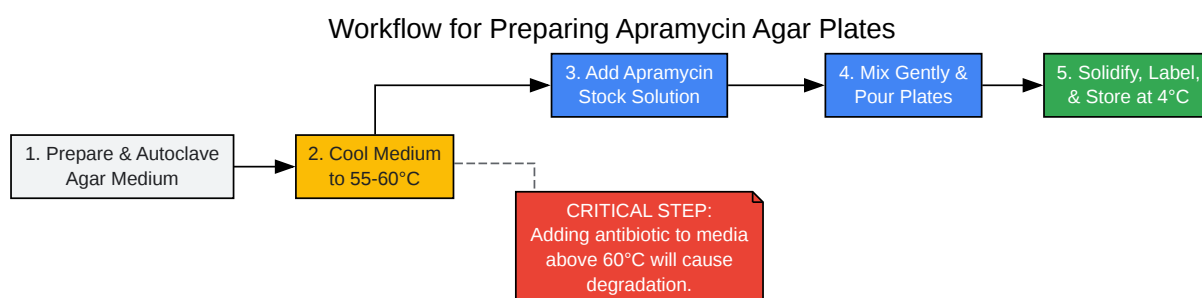 Workflow for Preparing Apramycin Agar Plates
1. Prepare & Autoclave
Agar Medium
2. Cool Medium
to 55-60°C
3. Add Apramycin
Stock Solution
4. Mix Gently &
Pour Plates
5. Solidify, Label,
& Store at 4°C
CRITICAL STEP:
Adding antibiotic to media
above 60°C will cause
degradation.